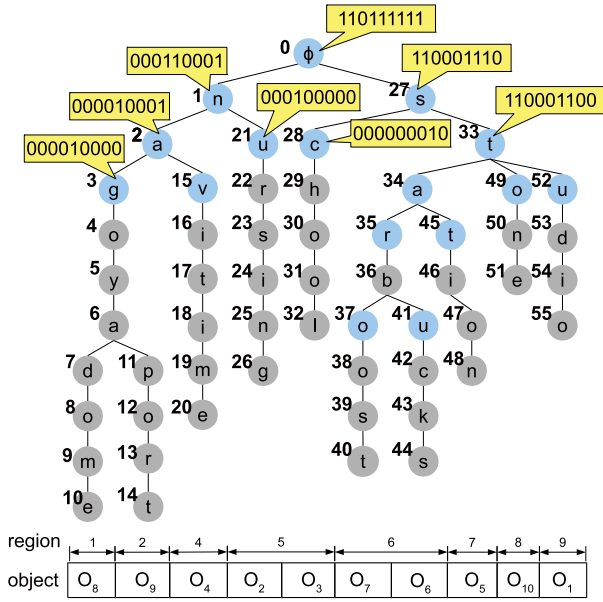 110111111
0 ϕ
000110001 110001110
1 n 27 s
000010001 000100000 110001100
2 a 21 u 28 c 000000010 33 t
000010000
3 g 15 v 22 r 29 h 34 a 49 o 52 u
4 o 16 i 23 s 30 o 35 r 45 t 50 n 53 d
5 y 17 t 24 i 31 o 36 b 46 i 51 e 54 i
6 a 18 i 25 n 32 l 37 o 41 u 47 o 55 o
7 d 11 p 19 m 26 g 38 o 42 c 48 n
8 o 12 o 20 e 39 s 43 k
9 m 13 r 40 t 44 s
10 e 14 t
region 1 2 4 5 6 7 8 9
object O8 O9 O4 O2 O3 O7 O6 O5 O10 O1